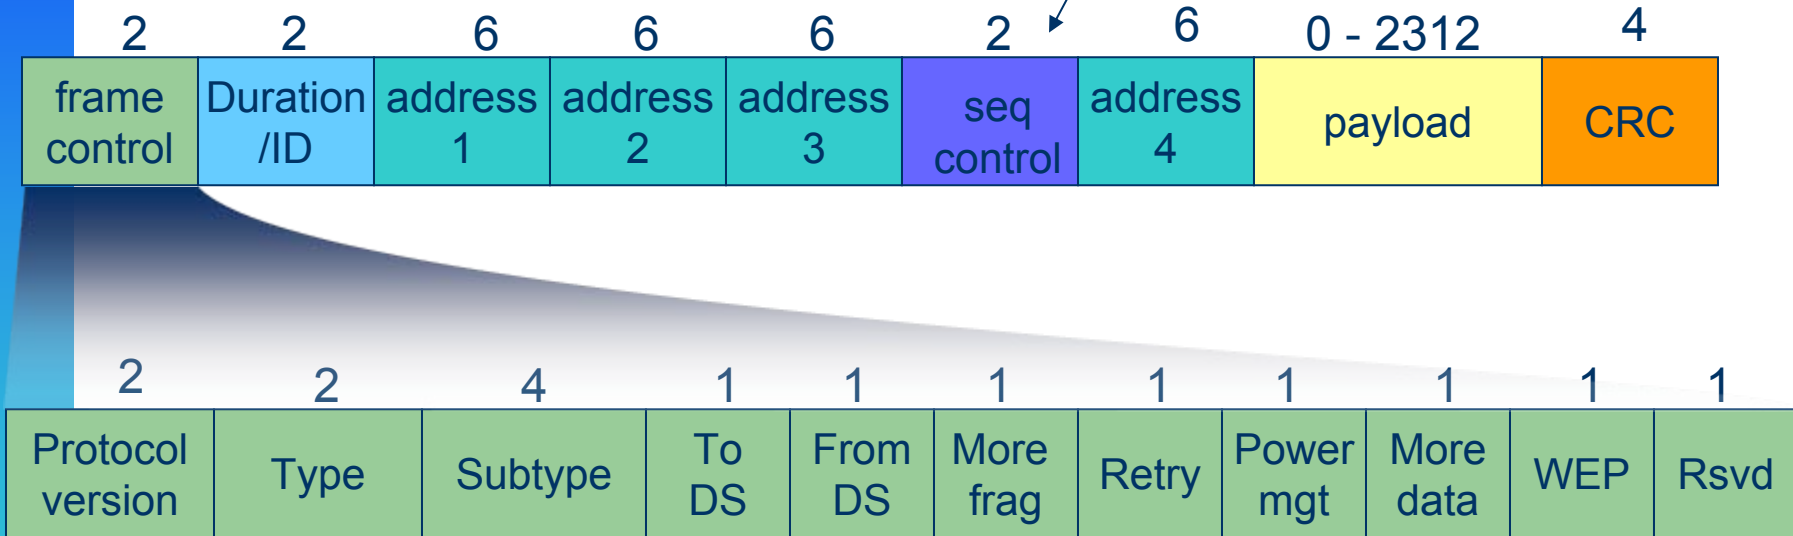 2 2 6 6 6 2 6 0 - 2312 4
frame control Duration /ID address 1 address 2 address 3 seq control address 4 payload CRC
2 2 4 1 1 1 1 1 1 1 1
Protocol version Type Subtype To DS From DS More frag Retry Power mgt More data WEP Rsvd